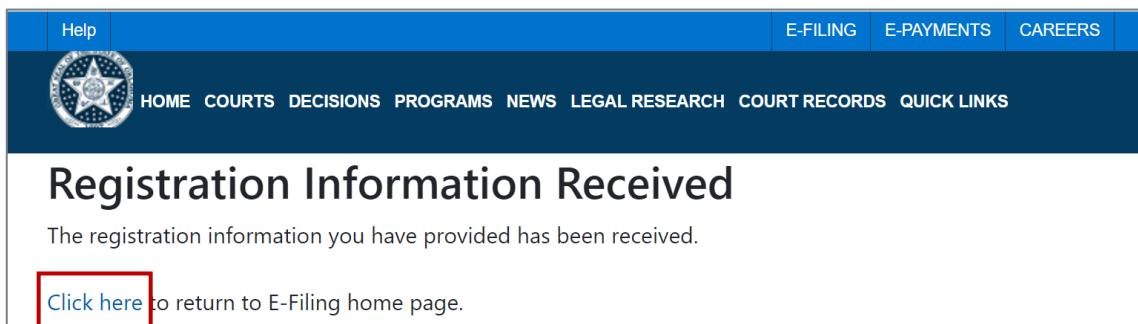 Help E-FILING E-PAYMENTS CAREERS
HOME COURTS DECISIONS PROGRAMS NEWS LEGAL RESEARCH COURT RECORDS QUICK LINKS
Registration Information Received
The registration information you have provided has been received.
Click here to return to E-Filing home page.